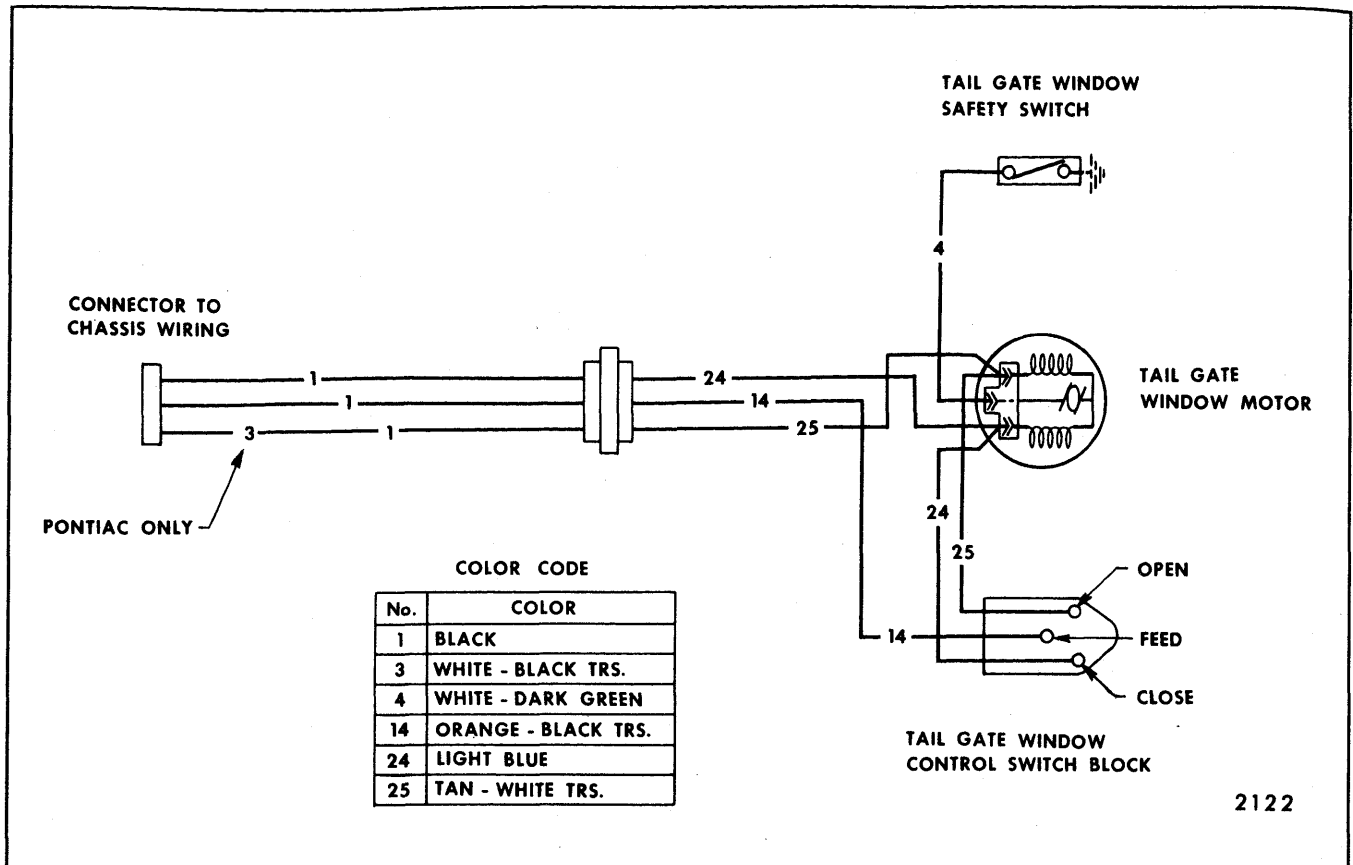 TAIL GATE WINDOW
SAFETY SWITCH
4
CONNECTOR TO
CHASSIS WIRING
1
24
1
14
3
1
25
TAIL GATE
WINDOW MOTOR
PONTIAC ONLY
24
25
OPEN
14
FEED
CLOSE
TAIL GATE WINDOW
CONTROL SWITCH BLOCK
COLOR CODE
No. COLOR
1 BLACK
3 WHITE - BLACK TRS.
4 WHITE - DARK GREEN
14 ORANGE - BLACK TRS.
24 LIGHT BLUE
25 TAN - WHITE TRS.
2122